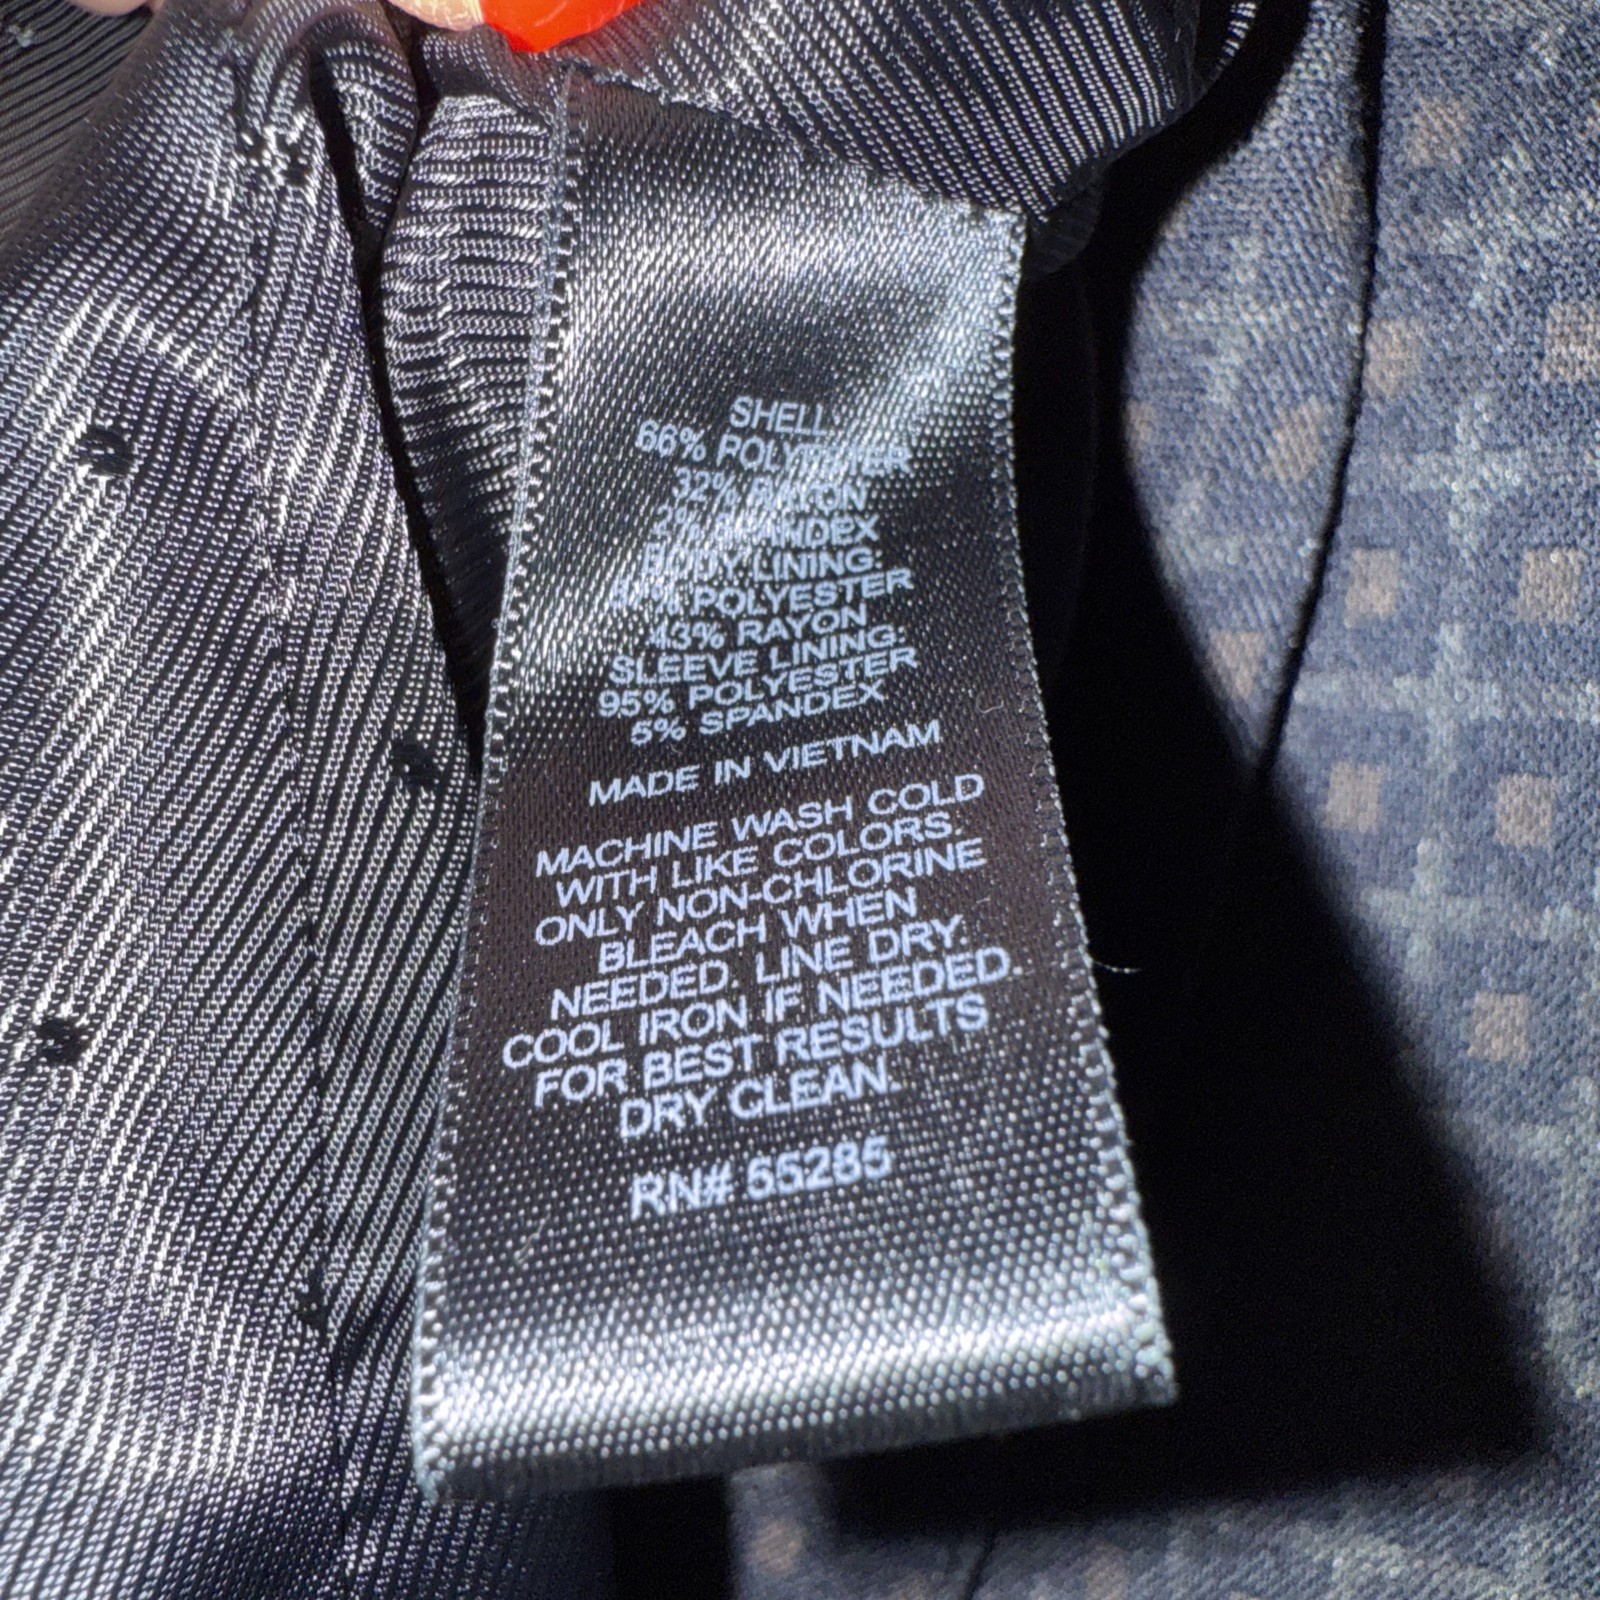 SHELL:
66% POLYESTER
32% RAYON
2% SPANDEX
BODY LINING:
57% POLYESTER
43% RAYON
SLEEVE LINING:
95% POLYESTER
5% SPANDEX
MADE IN VIETNAM
MACHINE WASH COLD
WITH LIKE COLORS.
ONLY NON-CHLORINE
BLEACH WHEN
NEEDED. LINE DRY.
COOL IRON IF NEEDED.
FOR BEST RESULTS
DRY CLEAN.
RN# 55285